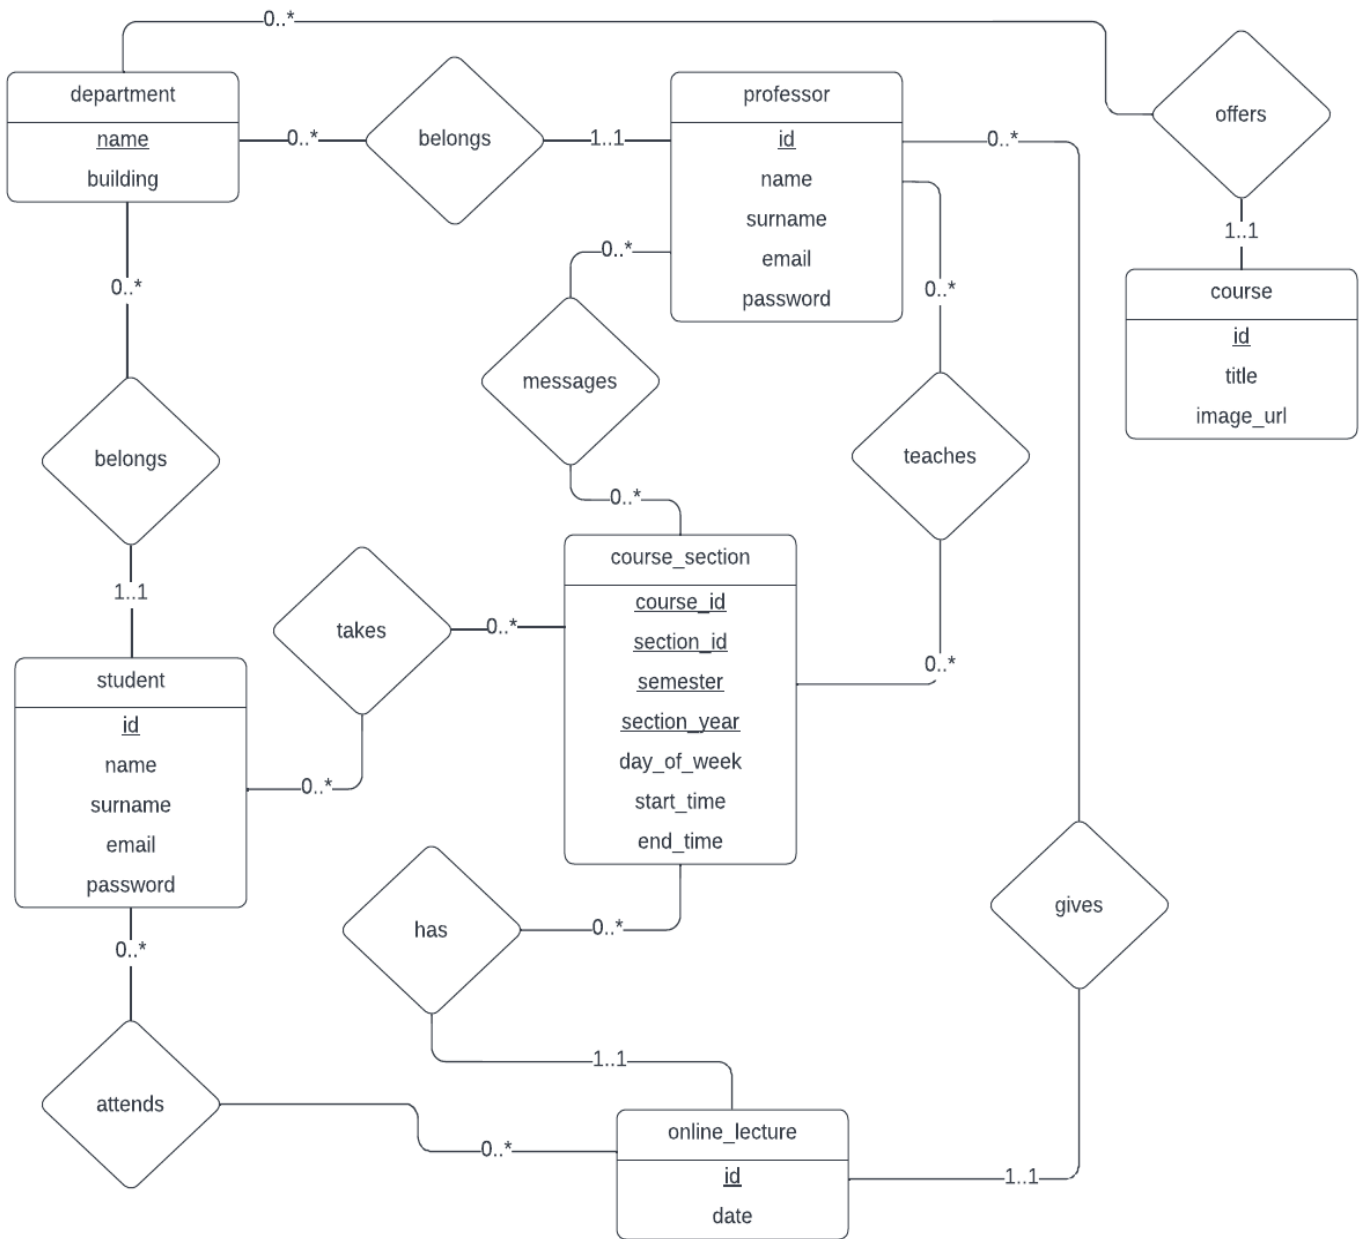 0..*
department
name
building
0..*
belongs
1..1
professor
id
name
surname
email
password
0..*
offers
1..1
course
id
title
image_url
0..*
messages
0..*
0..*
teaches
0..*
0..*
belongs
1..1
student
id
name
surname
email
password
takes
0..*
0..*
course_section
course_id
section_id
semester
section_year
day_of_week
start_time
end_time
has
0..*
1..1
gives
1..1
0..*
attends
0..*
online_lecture
id
date